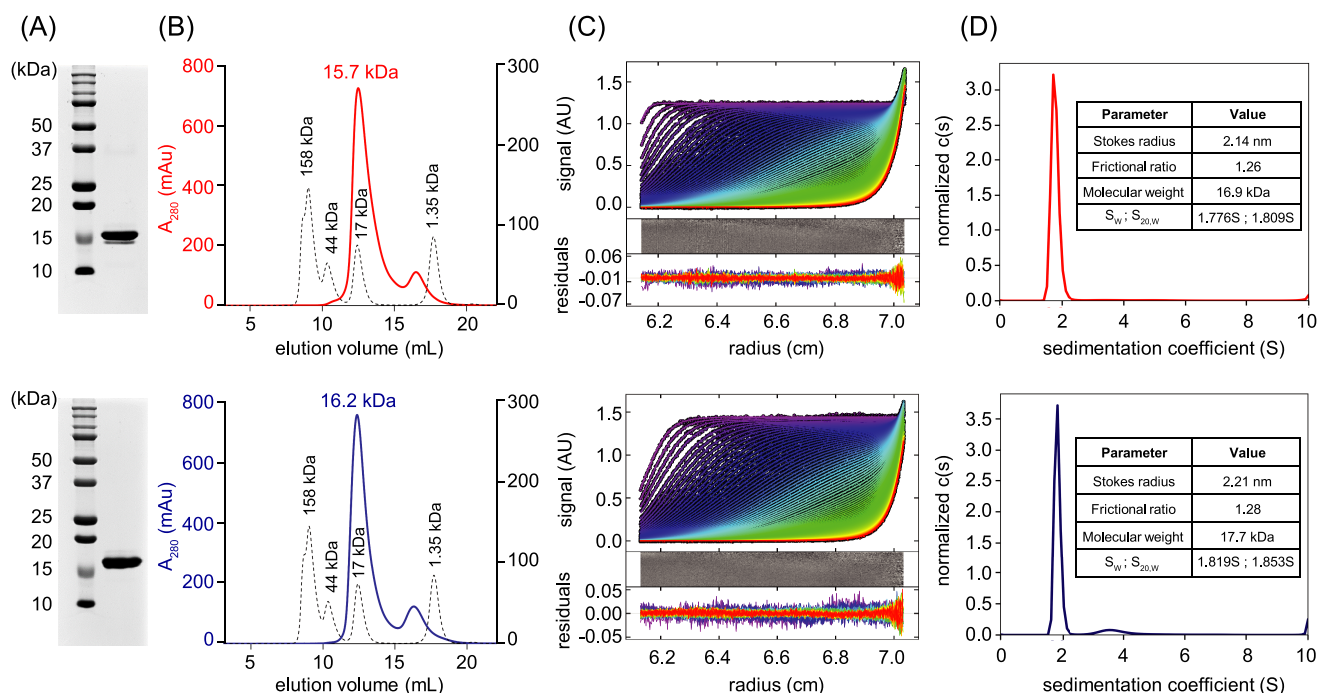 (A)
(B)
(C)
(D)
(kDa)
50
37
25
20
15
10
800
600
400
200
0
A280 (mAu)
15.7 kDa
158 kDa
44 kDa
17 kDa
1.35 kDa
300
200
100
0
5 10 15 20
elution volume (mL)
signal (AU)
1.5
1.0
0.5
0.0
residuals
0.06
-0.01
-0.07
6.2 6.4 6.6 6.8 7.0
radius (cm)
normalized c(s)
3.0
2.5
2.0
1.5
1.0
0.5
0.0
0 2 4 6 8 10
sedimentation coefficient (S)
Parameter Value
Stokes radius 2.14 nm
Frictional ratio 1.26
Molecular weight 16.9 kDa
SW ; S20,W 1.776S ; 1.809S
(kDa)
50
37
25
20
15
10
800
600
400
200
0
A280 (mAu)
16.2 kDa
158 kDa
44 kDa
17 kDa
1.35 kDa
300
200
100
0
5 10 15 20
elution volume (mL)
signal (AU)
1.5
1.0
0.5
0.0
residuals
0.05
0.00
-0.05
6.2 6.4 6.6 6.8 7.0
radius (cm)
normalized c(s)
3.5
3.0
2.5
2.0
1.5
1.0
0.5
0.0
0 2 4 6 8 10
sedimentation coefficient (S)
Parameter Value
Stokes radius 2.21 nm
Frictional ratio 1.28
Molecular weight 17.7 kDa
SW ; S20,W 1.819S ; 1.853S